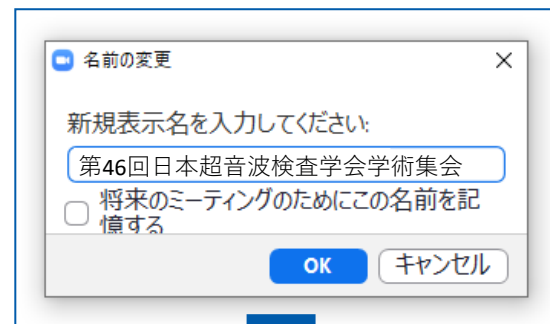 名前の変更
新規表示名を入力してください:
第46回日本超音波検査学会学術集会
将来のミーティングのためにこの名前を記
憶する
OK
キャンセル